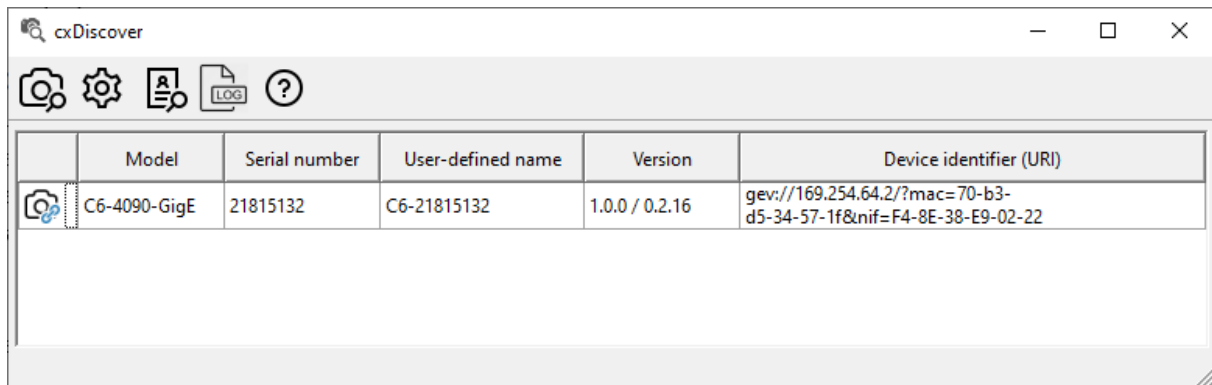 cxDiscover
LOG
Model Serial number User-defined name Version Device identifier (URI)
C6-4090-GigE 21815132 C6-21815132 1.0.0 / 0.2.16 gev://169.254.64.2/?mac=70-b3-
d5-34-57-1f&nif=F4-8E-38-E9-02-22